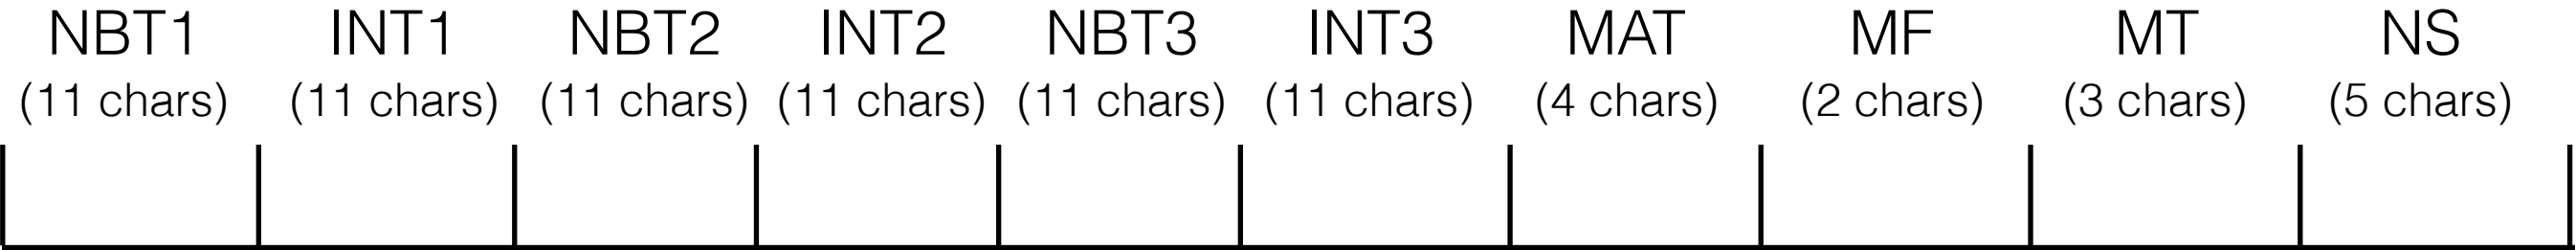 NBT1 INT1 NBT2 INT2 NBT3 INT3 MAT MF MT NS
(11 chars) (11 chars) (11 chars) (11 chars) (11 chars) (11 chars) (4 chars) (2 chars) (3 chars) (5 chars)